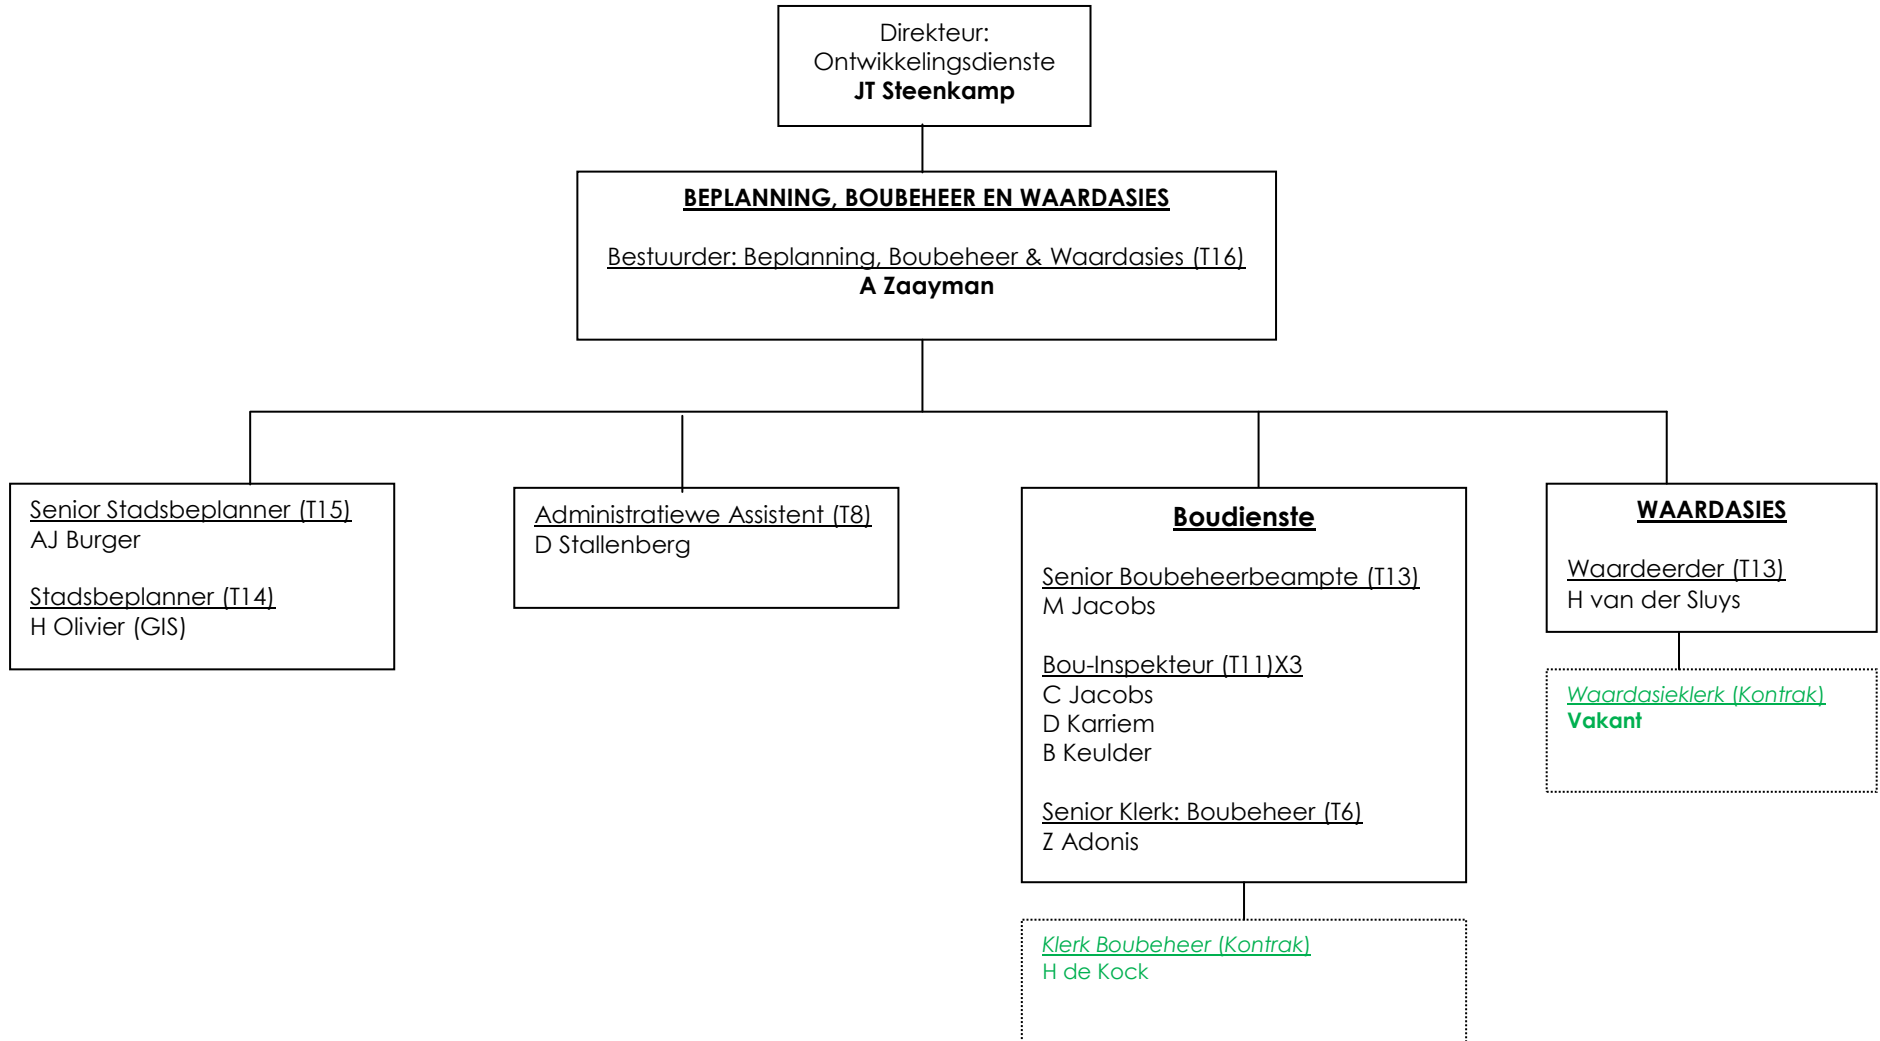 Direkteur:
Ontwikkelingsdienste
JT Steenkamp
BEPLANNING, BOUBEHEER EN WAARDASIES
Bestuurder: Beplanning, Boubeheer & Waardasies (T16)
A Zaayman
Senior Stadsbeplanner (T15)
AJ Burger
Stadsbeplanner (T14)
H Olivier (GIS)
Administratiewe Assistent (T8)
D Stallenberg
Boudienste
Senior Boubeheerbeampte (T13)
M Jacobs
Bou-Inspekteur (T11)X3
C Jacobs
D Karriem
B Keulder
Senior Klerk: Boubeheer (T6)
Z Adonis
Klerk Boubeheer (Kontrak)
H de Kock
WAARDASIES
Waardeerder (T13)
H van der Sluys
Waardasieklerk (Kontrak)
Vakant